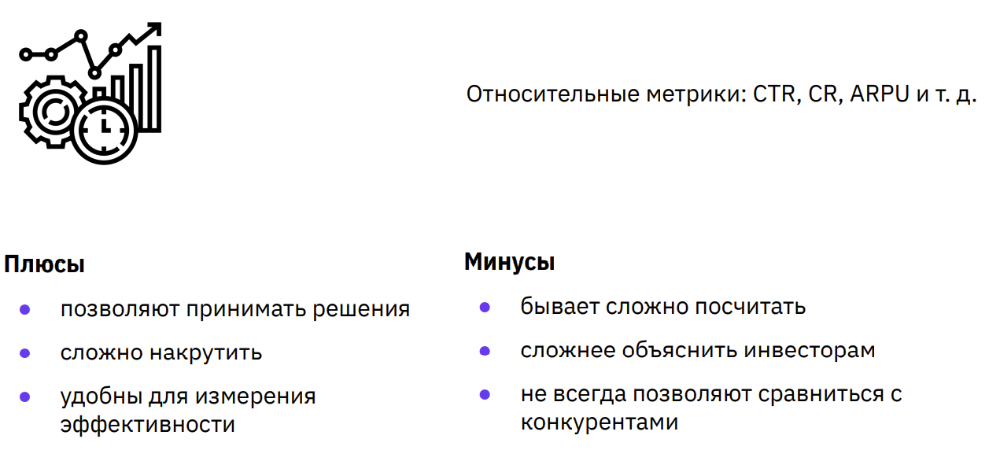 Относительные метрики: CTR, CR, ARPU и т. д.
Плюсы
позволяют принимать решения
сложно накрутить
удобны для измерения
эффективности
Минусы
бывает сложно посчитать
сложнее объяснить инвесторам
не всегда позволяют сравниться с
конкурентами